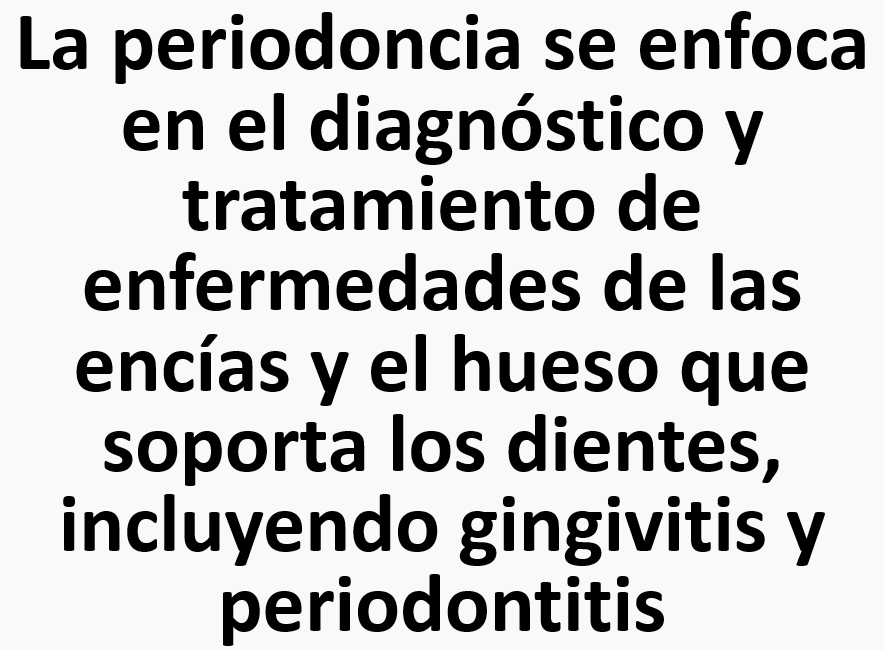 La periodoncia se enfoca
en el diagnóstico y
tratamiento de
enfermedades de las
encías y el hueso que
soporta los dientes,
incluyendo gingivitis y
periodontitis